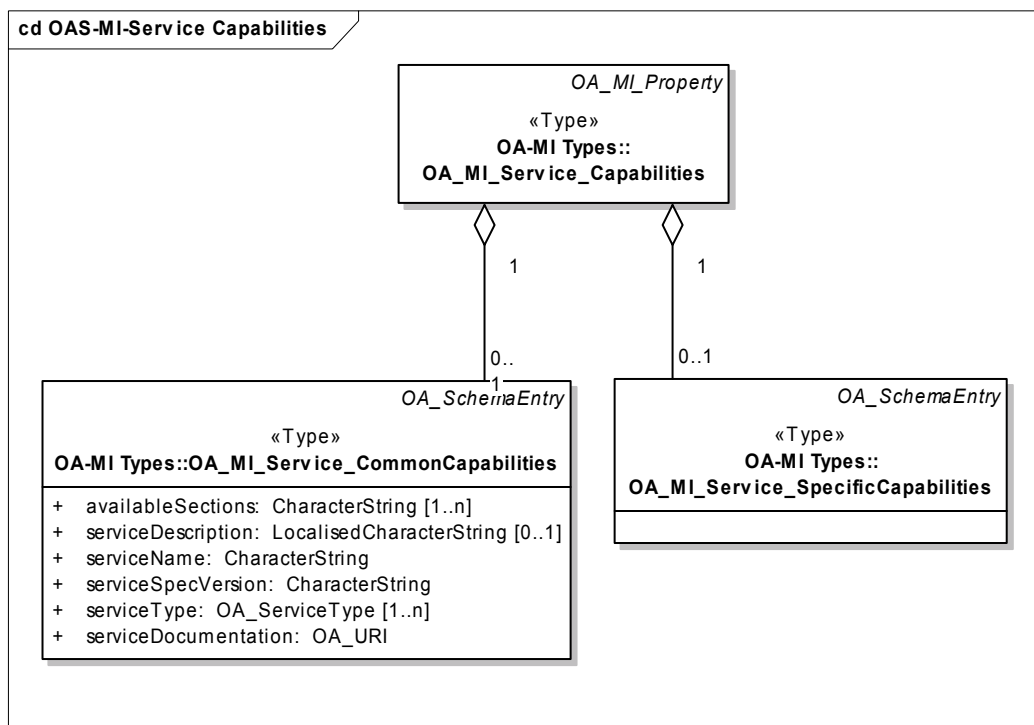 cd OAS-MI-Service Capabilities
OA_MI_Property
«Type»
OA-MI Types::
OA_MI_Service_Capabilities
1
1
0..
1
0..1
OA_SchemaEntry
«Type»
OA-MI Types::OA_MI_Service_CommonCapabilities
+ availableSections: CharacterString [1..n]
+ serviceDescription: LocalisedCharacterString [0..1]
+ serviceName: CharacterString
+ serviceSpecVersion: CharacterString
+ serviceType: OA_ServiceType [1..n]
+ serviceDocumentation: OA_URI
OA_SchemaEntry
«Type»
OA-MI Types::
OA_MI_Service_SpecificCapabilities